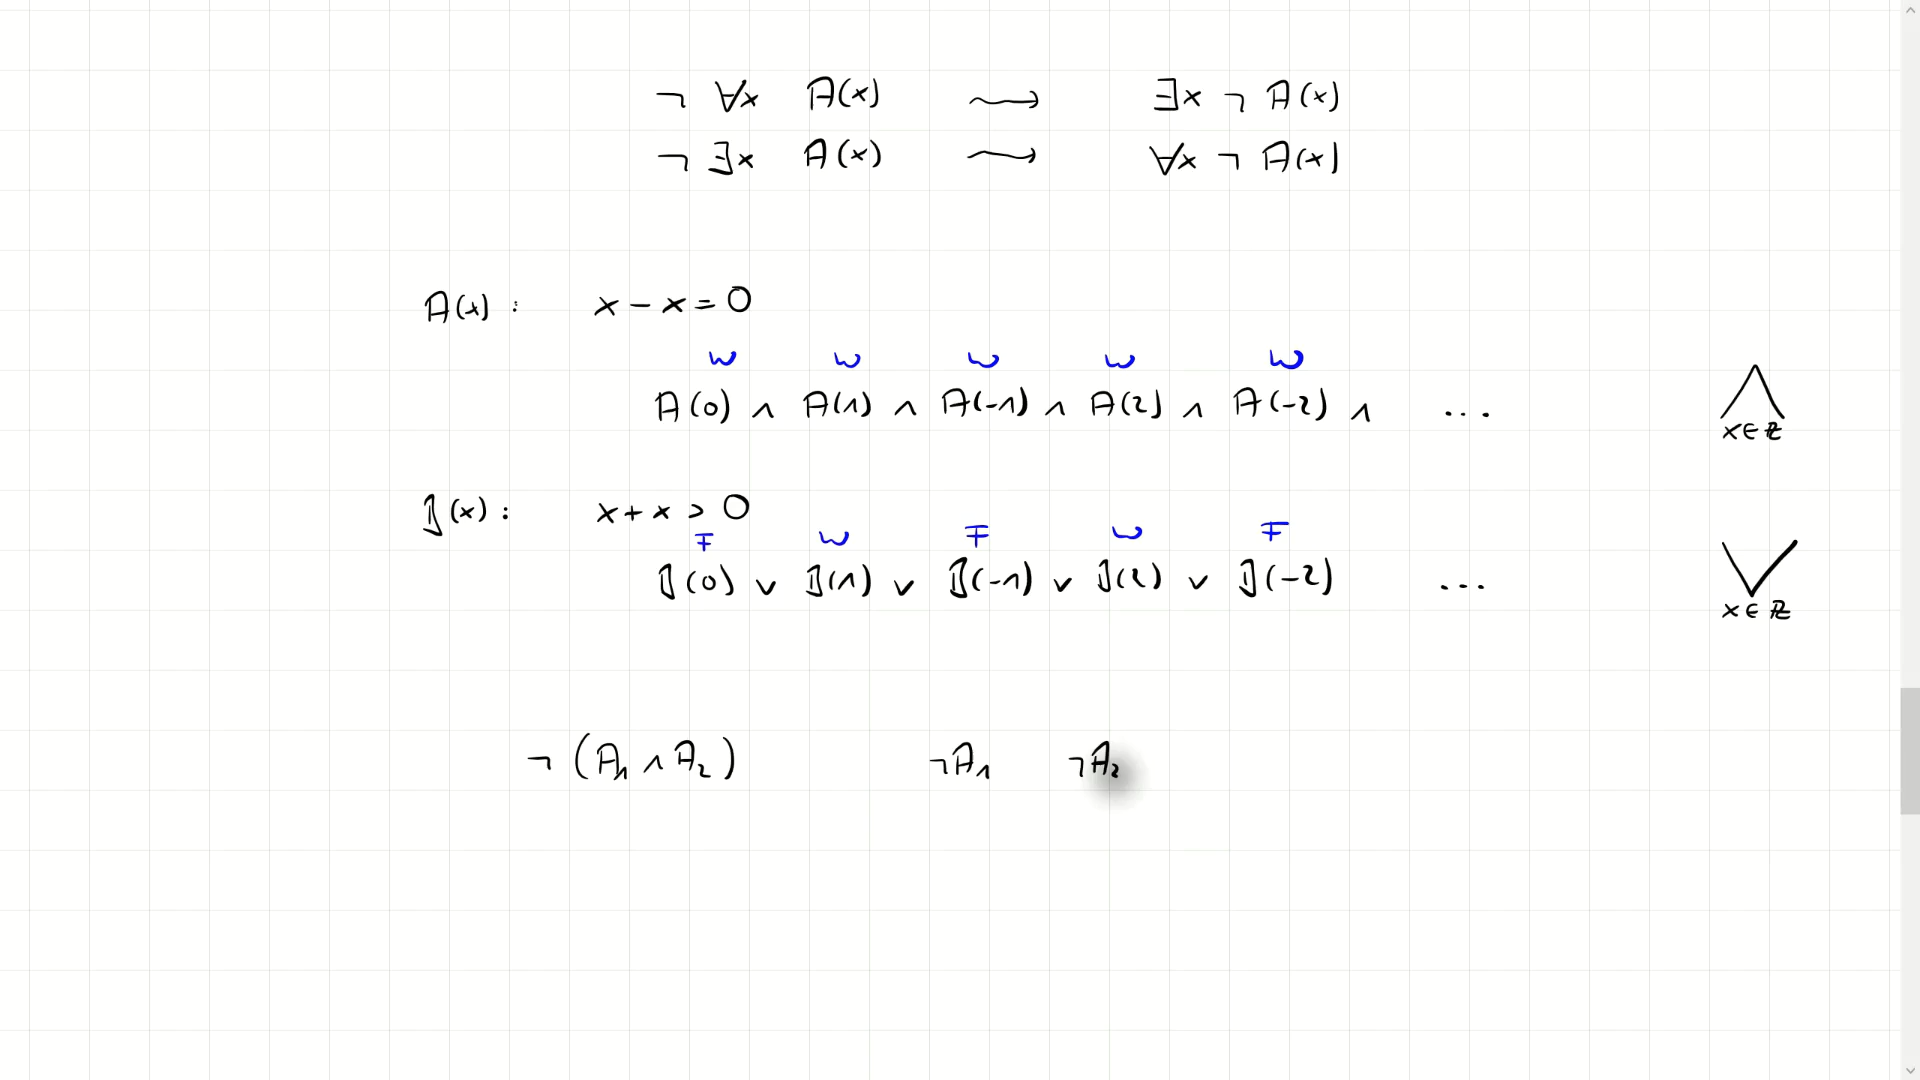 ¬ ∀x A(x) ⟿ ∃x ¬ A(x)
¬ ∃x A(x) ⟿ ∀x ¬ A(x)
A(x) : x − x = 0
W W W W W
A(0) ∧ A(1) ∧ A(-1) ∧ A(2) ∧ A(-2) ∧ ...
⋀ x∈ℤ
B(x) : x + x > 0
F W F W F
B(0) ∨ B(1) ∨ B(-1) ∨ B(2) ∨ B(-2) ...
⋁ x∈ℤ
¬ (A₁ ∧ A₂) ¬A₁ ¬A₂